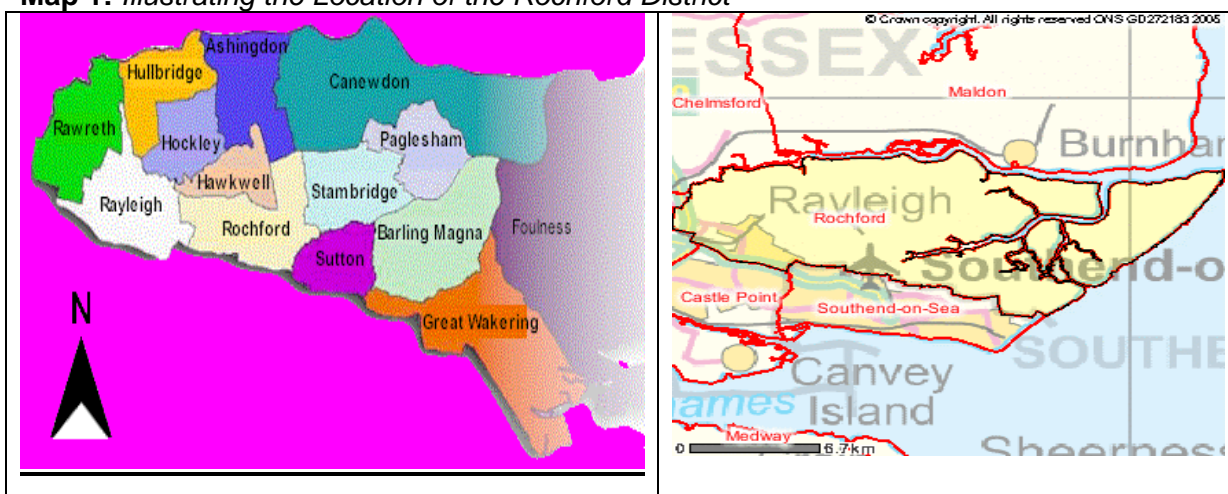 Map 1: Illustrating the Location of the Rochford District
Ashingdon
Hullbridge
Canewdon
Rawreth
Hockley
Paglesham
Hawkwell
Stambridge
Rayleigh
Rochford
Barling Magna
Foulness
Sutton
N
Great Wakering
© Crown copyright. All rights reserved ONS GD272183 2005
ESSEX
Chelmsford
Maldon
Burnha
Rayleigh
Rochford
Southend-o
Castle Point
Southend-on-Sea
SOUTHE
Canvey
Island
ames
Medway
0 6.7km
Sheerness